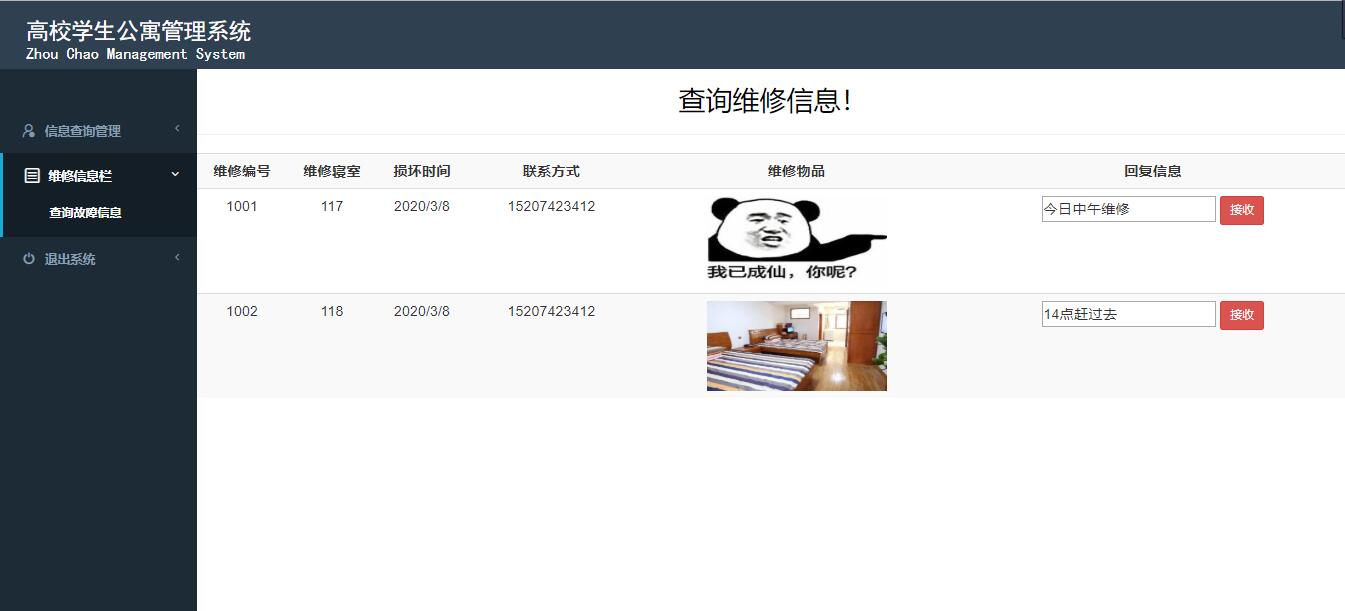 高校学生公寓管理系统
Zhou Chao Management System
信息查询管理
维修信息栏
查询故障信息
退出系统
查询维修信息！
维修编号 维修寝室 损坏时间 联系方式 维修物品 回复信息
1001 117 2020/3/8 15207423412 今日中午维修 接收
我已成仙，你呢？
1002 118 2020/3/8 15207423412 14点赶过去 接收